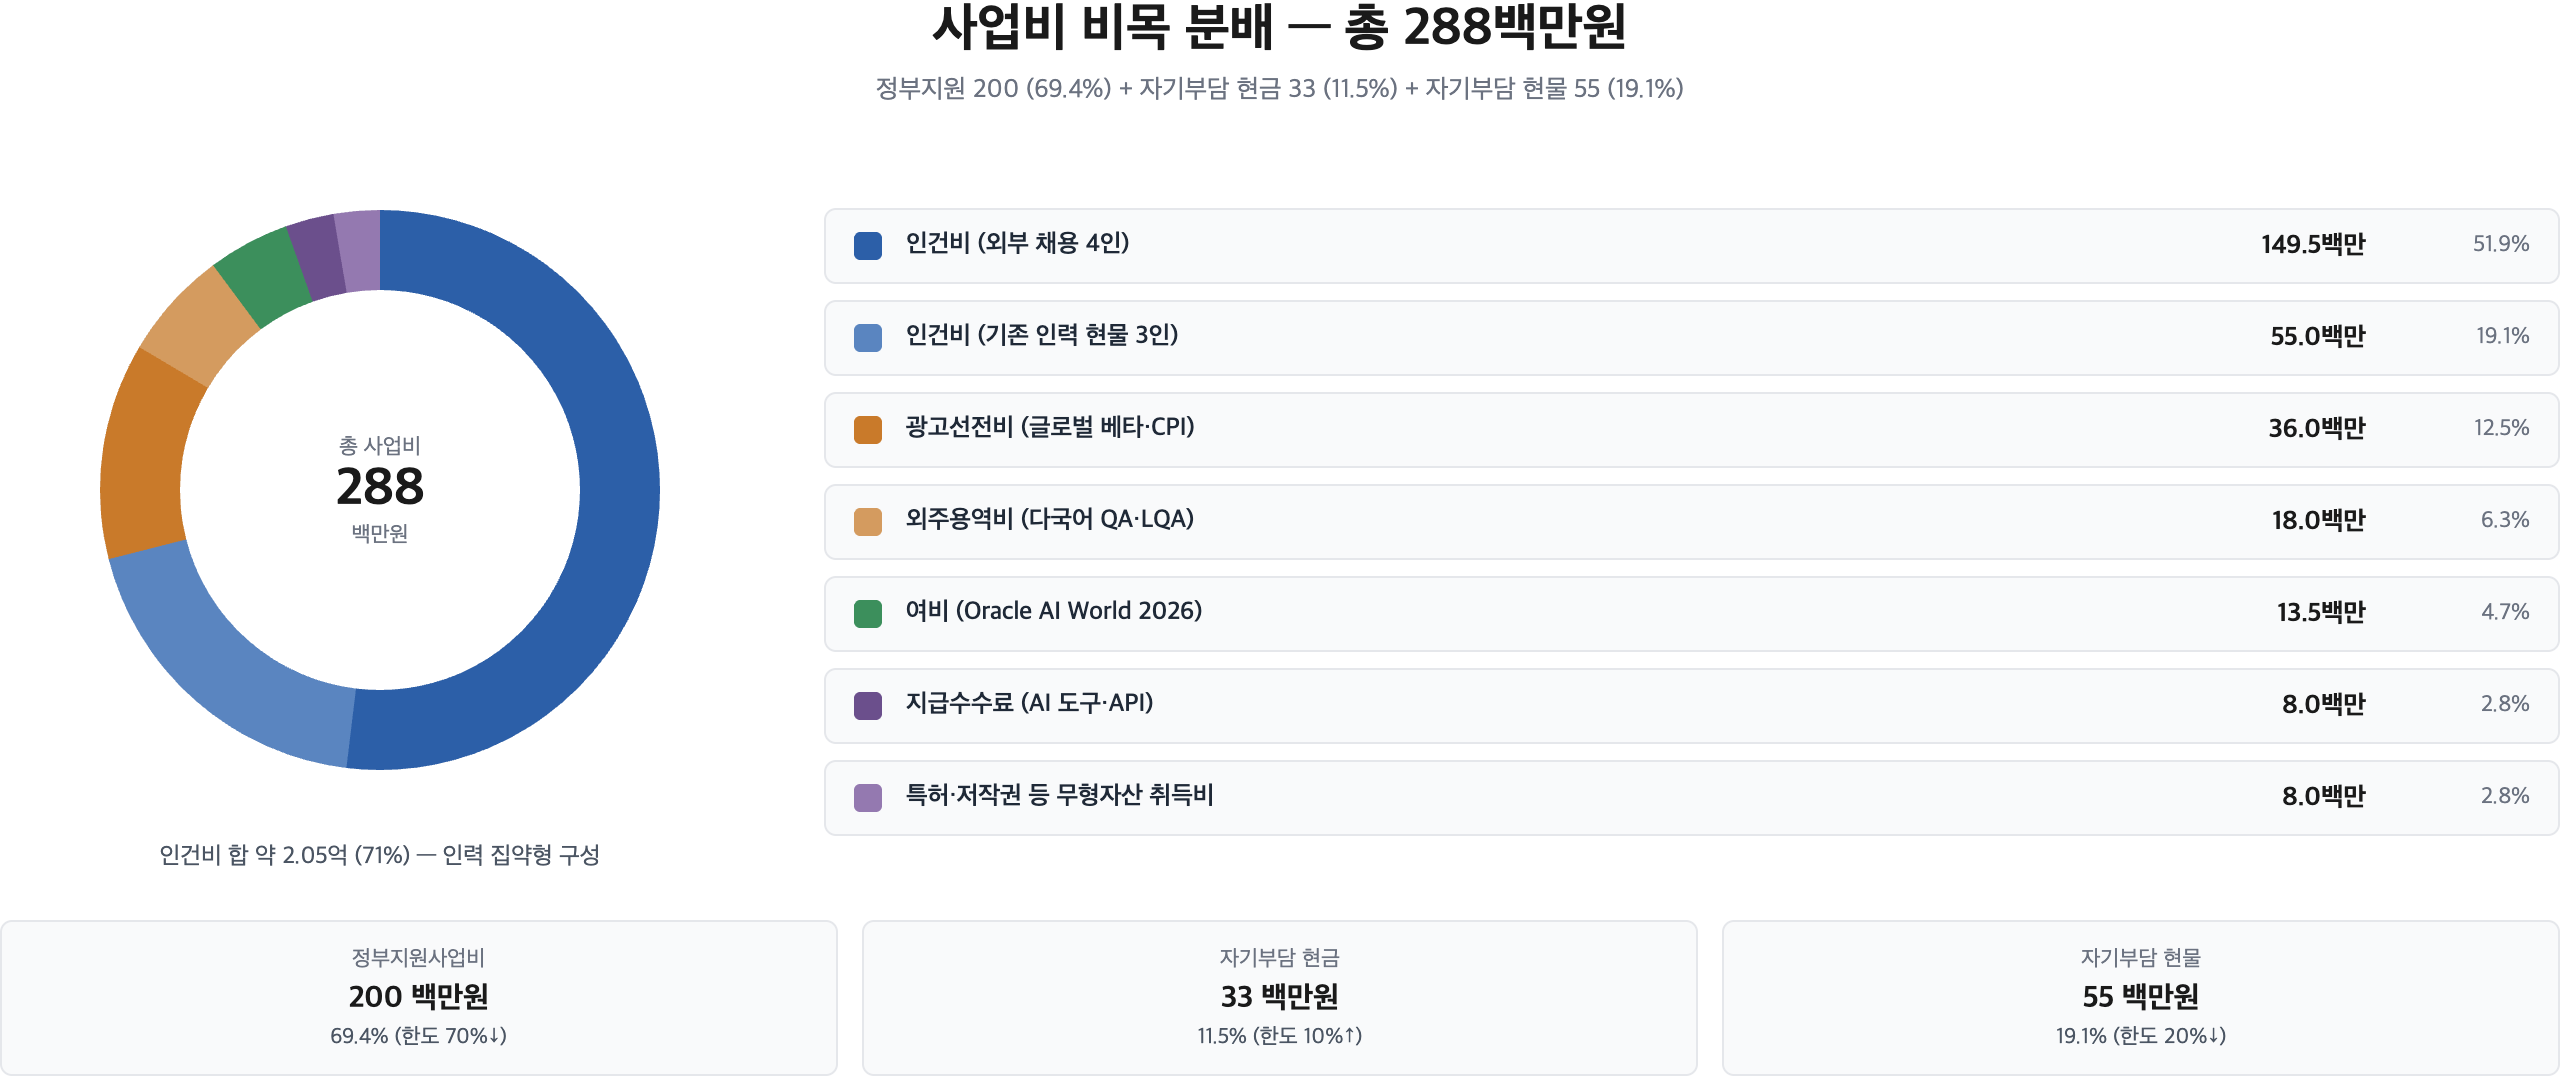 사업비 비목 분배 — 총 288백만원
정부지원 200 (69.4%) + 자기부담 현금 33 (11.5%) + 자기부담 현물 55 (19.1%)
총 사업비
288
백만원
인건비 합 약 2.05억 (71%) — 인력 집약형 구성
인건비 (외부 채용 4인) 149.5백만 51.9%
인건비 (기존 인력 현물 3인) 55.0백만 19.1%
광고선전비 (글로벌 베타·CPI) 36.0백만 12.5%
외주용역비 (다국어 QA·LQA) 18.0백만 6.3%
여비 (Oracle AI World 2026) 13.5백만 4.7%
지급수수료 (AI 도구·API) 8.0백만 2.8%
특허·저작권 등 무형자산 취득비 8.0백만 2.8%
정부지원사업비
200 백만원
69.4% (한도 70%↓)
자기부담 현금
33 백만원
11.5% (한도 10%↑)
자기부담 현물
55 백만원
19.1% (한도 20%↓)